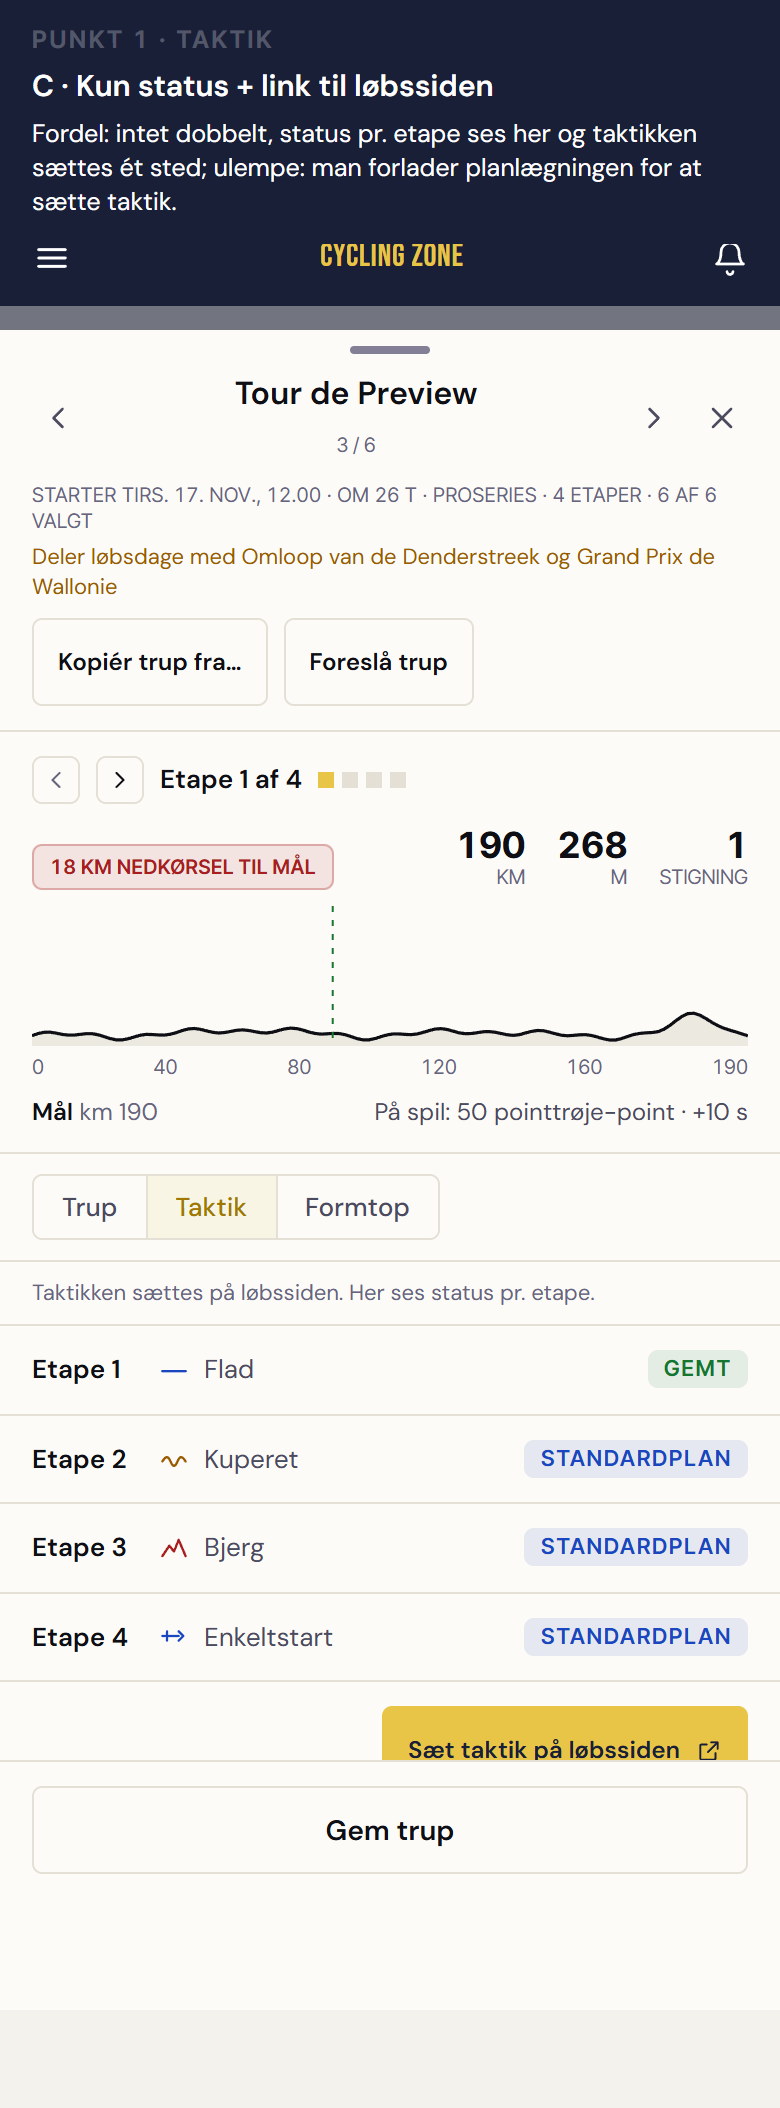 PUNKT 1 · TAKTIK
C · Kun status + link til løbssiden
Fordel: intet dobbelt, status pr. etape ses her og taktikken
sættes ét sted; ulempe: man forlader planlægningen for at
sætte taktik.
CYCLING ZONE
Tour de Preview
3 / 6
STARTER TIRS. 17. NOV., 12.00 · OM 26 T · PROSERIES · 4 ETAPER · 6 AF 6
VALGT
Deler løbsdage med Omloop van de Denderstreek og Grand Prix de
Wallonie
Kopiér trup fra... Foreslå trup
Etape 1 af 4
18 KM NEDKØRSEL TIL MÅL
190 268 1
KM M STIGNING
0 40 80 120 160 190
Mål km 190 På spil: 50 pointtrøje-point · +10 s
Trup Taktik Formtop
Taktikken sættes på løbssiden. Her ses status pr. etape.
Etape 1 Flad GEMT
Etape 2 Kuperet STANDARDPLAN
Etape 3 Bjerg STANDARDPLAN
Etape 4 Enkeltstart STANDARDPLAN
Sæt taktik på løbssiden
Gem trup